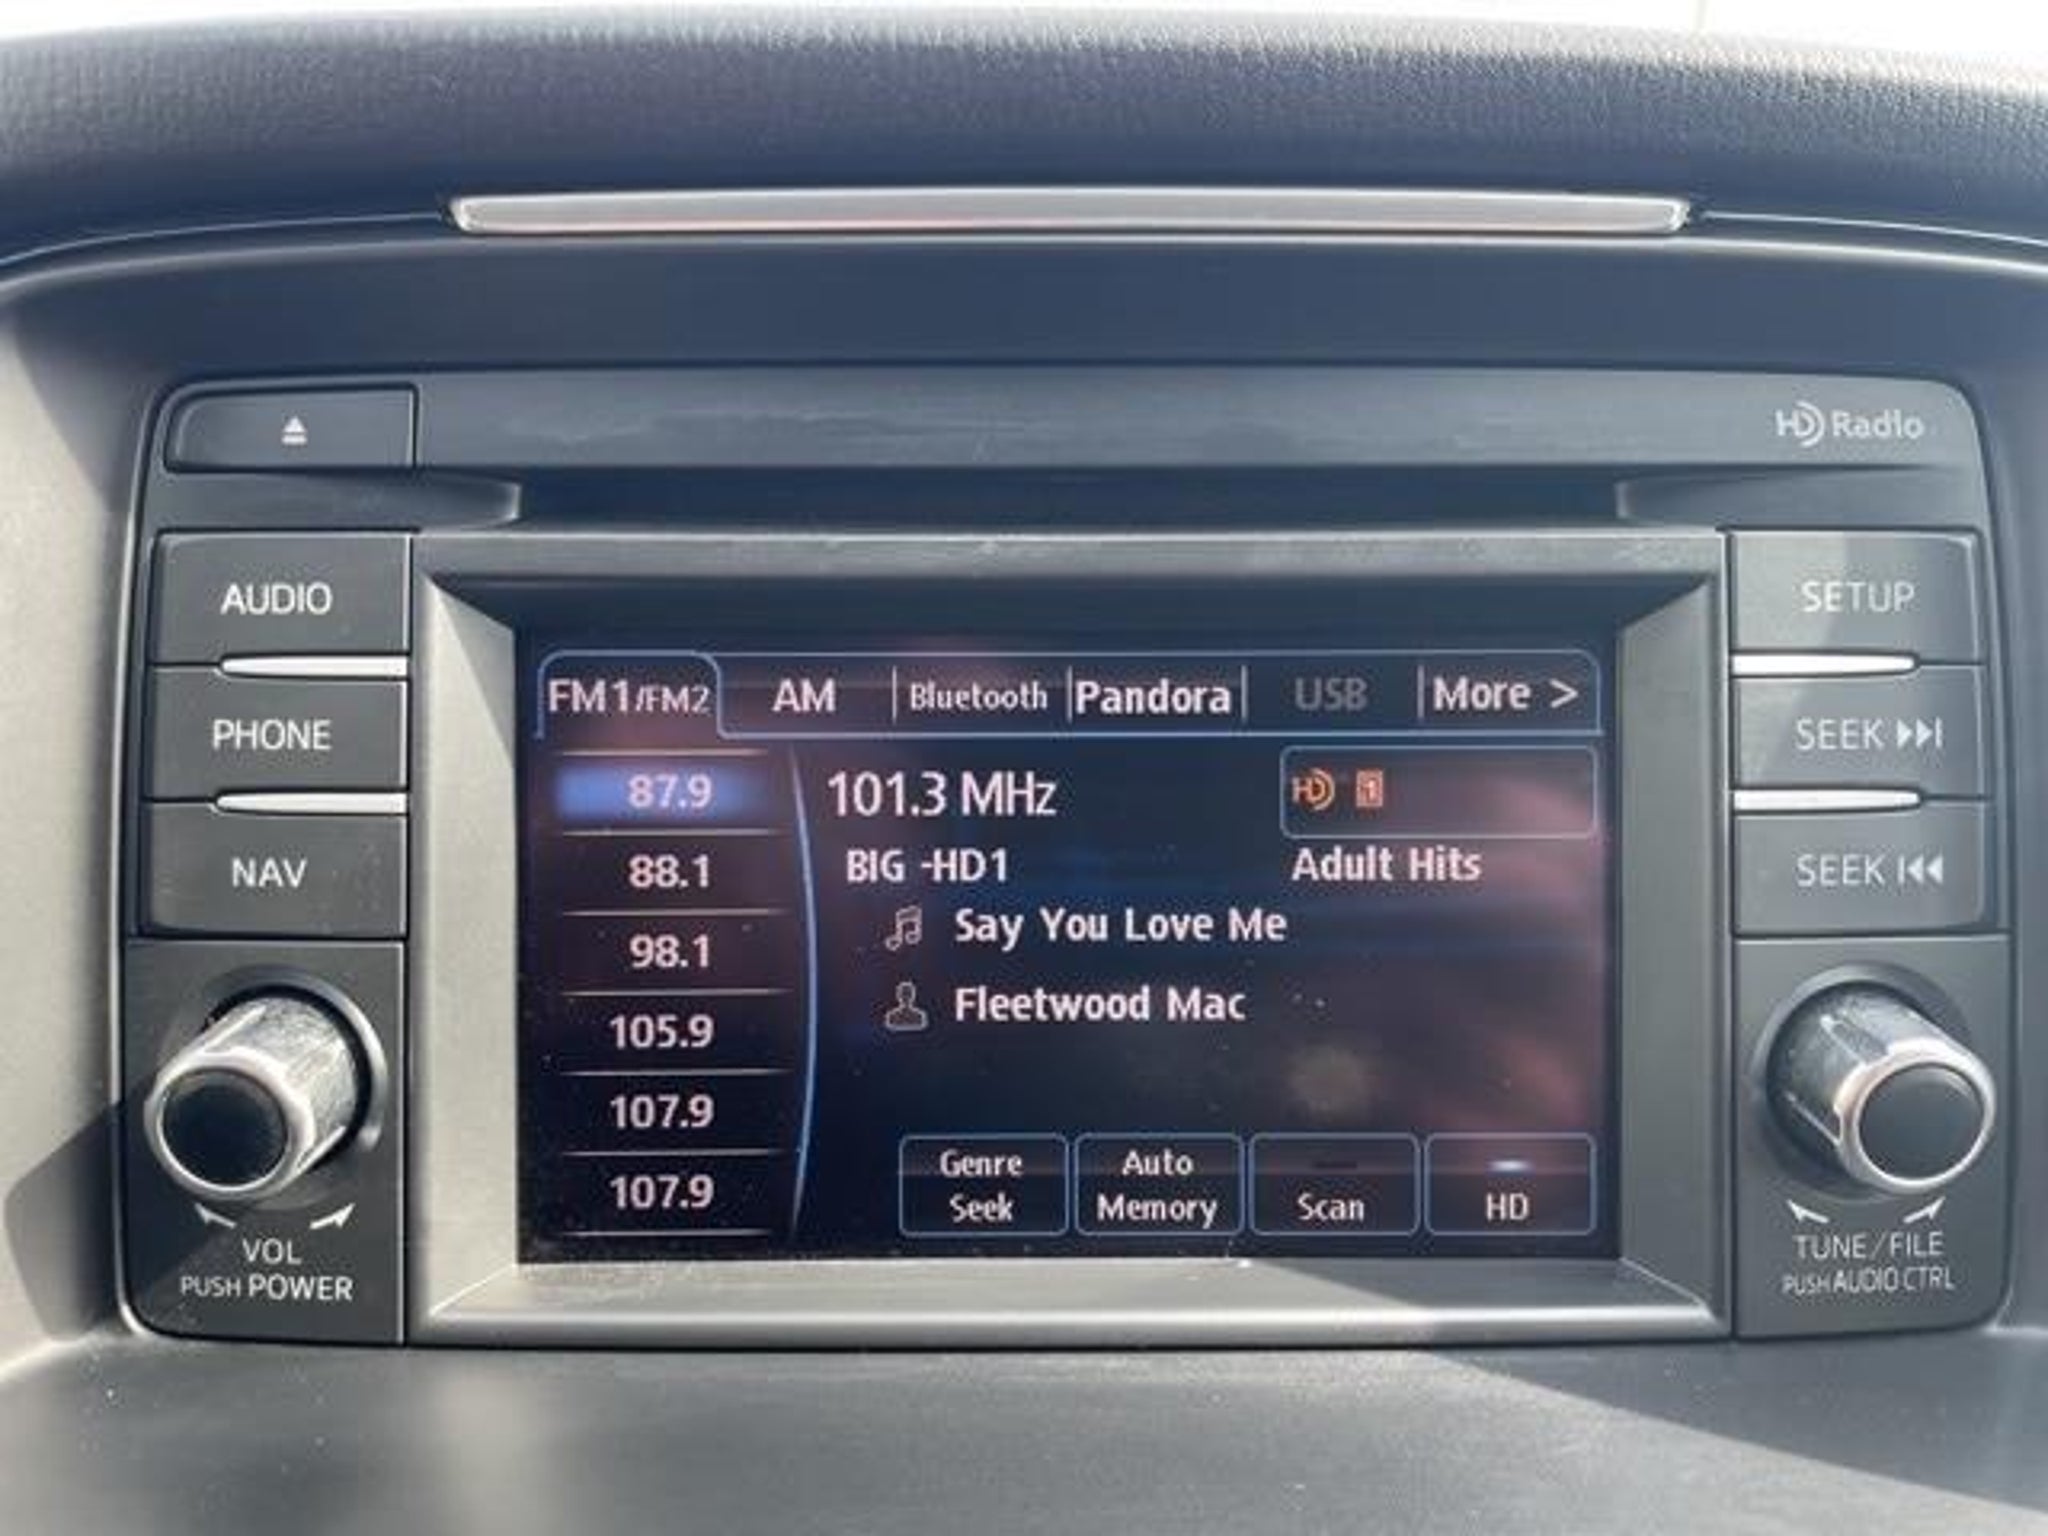 HD Radio
AUDIO
PHONE
NAV
VOL
PUSH POWER
FM1/FM2 AM Bluetooth Pandora USB More >
87.9
88.1
98.1
105.9
107.9
107.9
101.3 MHz
HD 1
BIG -HD1
Adult Hits
Say You Love Me
Fleetwood Mac
Genre
Seek
Auto
Memory
Scan
HD
SETUP
SEEK
SEEK
TUNE/FILE
PUSH AUDIO CTRL